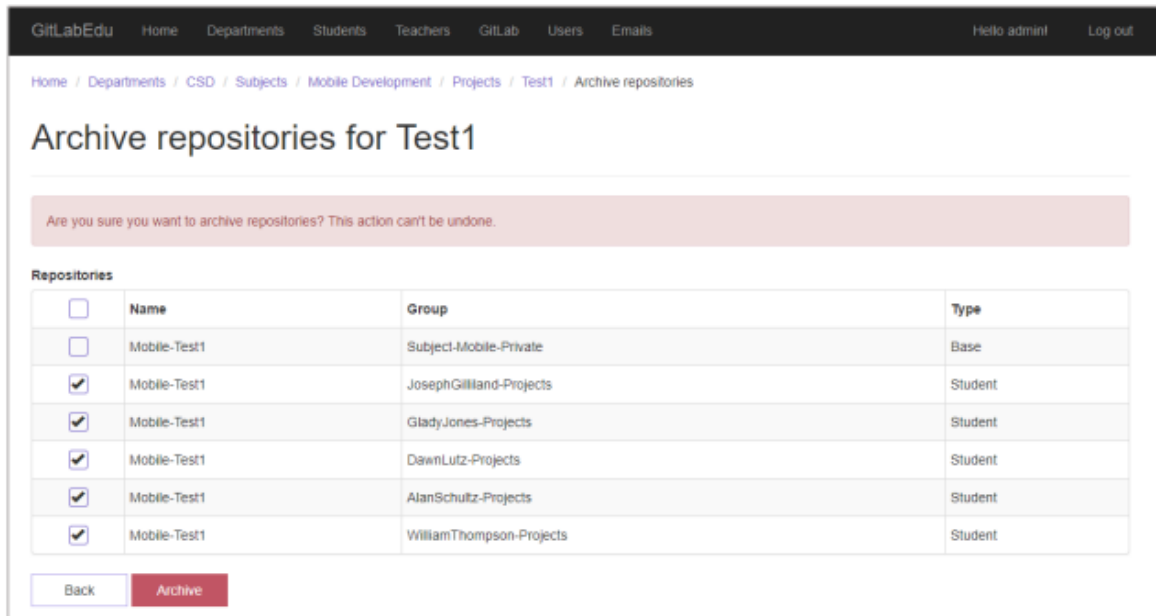 GitLabEdu Home Departments Students Teachers GitLab Users Emails Hello admin! Log out
Home / Departments / CSD / Subjects / Mobile Development / Projects / Test1 / Archive repositories
Archive repositories for Test1
Are you sure you want to archive repositories? This action can't be undone.
Repositories
Name Group Type
Mobile-Test1 Subject-Mobile-Private Base
Mobile-Test1 JosephGilliland-Projects Student
Mobile-Test1 GladyJones-Projects Student
Mobile-Test1 DawnLutz-Projects Student
Mobile-Test1 AlanSchultz-Projects Student
Mobile-Test1 WilliamThompson-Projects Student
Back Archive